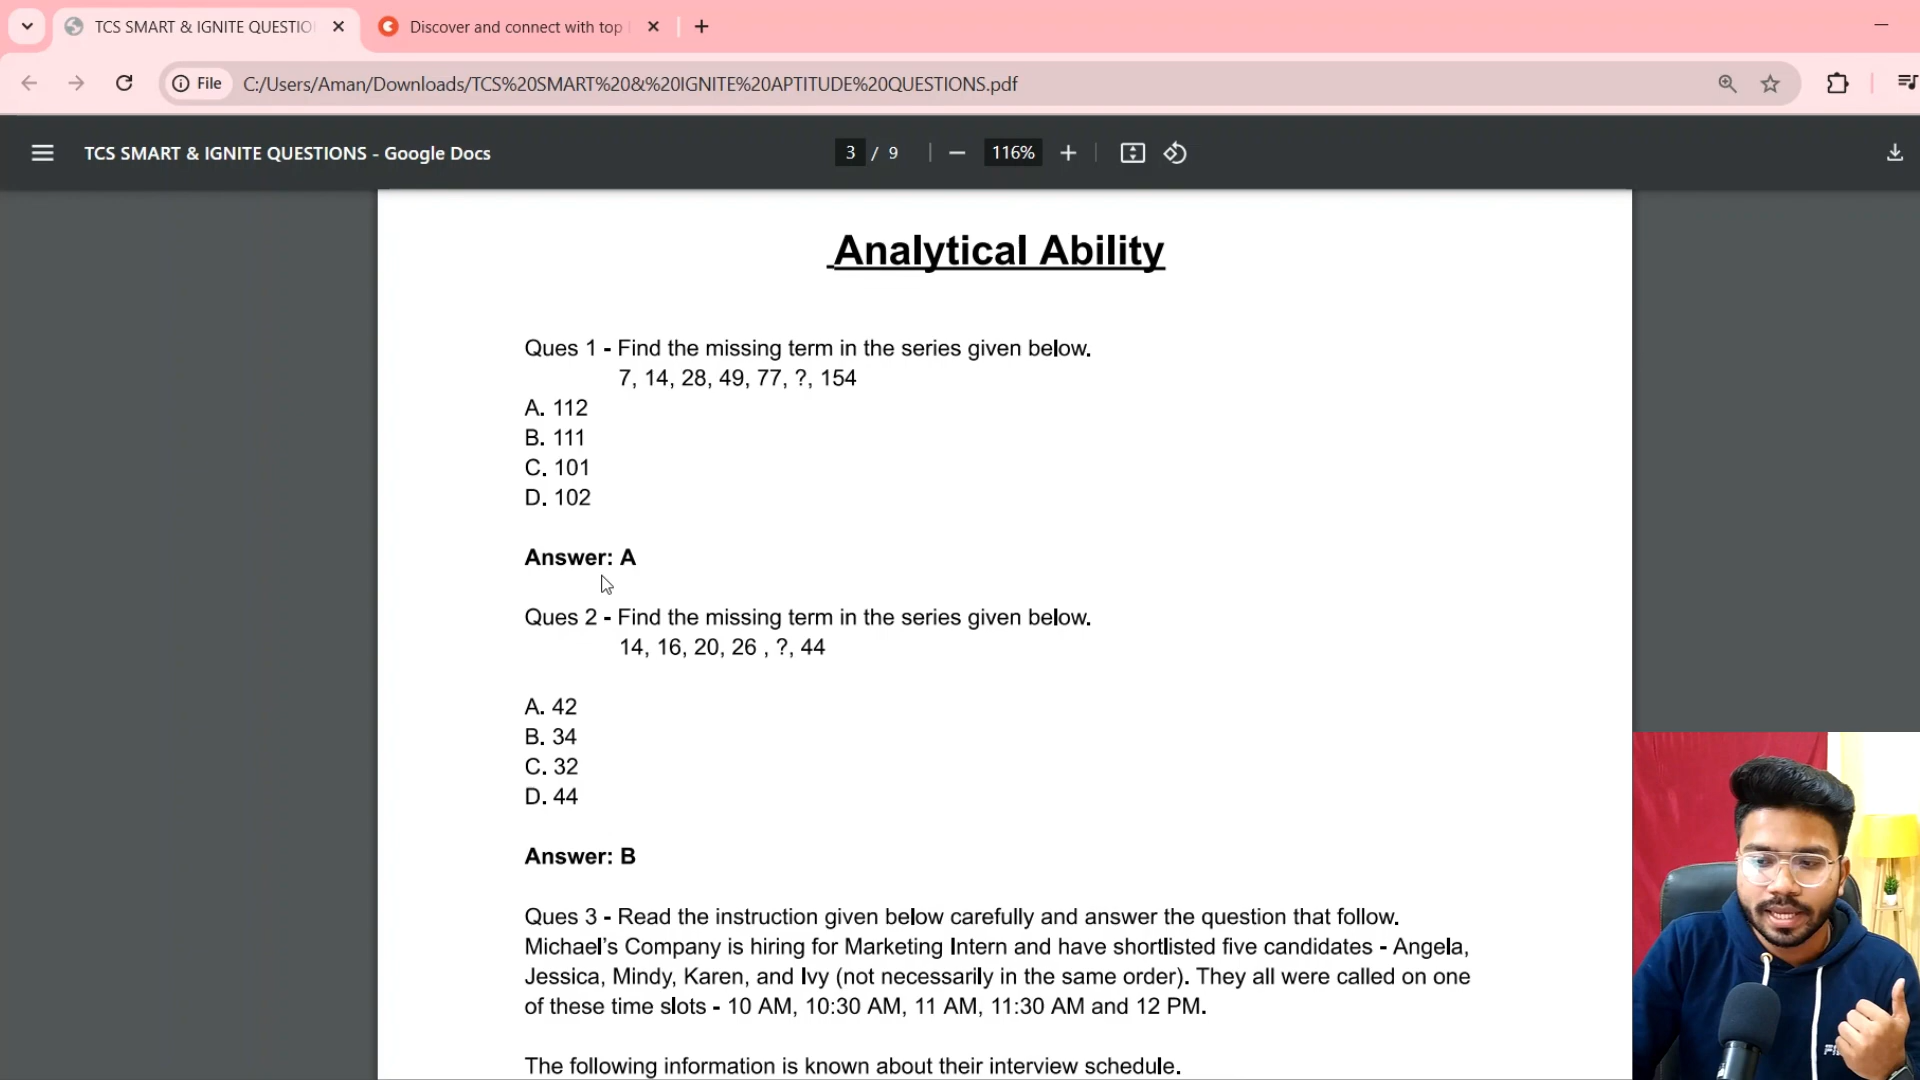 TCS SMART & IGNITE QUESTIO
Discover and connect with top
File
C:/Users/Aman/Downloads/TCS%20SMART%20&%20IGNITE%20APTITUDE%20QUESTIONS.pdf
TCS SMART & IGNITE QUESTIONS - Google Docs
3 / 9
116%
Analytical Ability
Ques 1 - Find the missing term in the series given below.
7, 14, 28, 49, 77, ?, 154
A. 112
B. 111
C. 101
D. 102
Answer: A
Ques 2 - Find the missing term in the series given below.
14, 16, 20, 26 , ?, 44
A. 42
B. 34
C. 32
D. 44
Answer: B
Ques 3 - Read the instruction given below carefully and answer the question that follow.
Michael's Company is hiring for Marketing Intern and have shortlisted five candidates - Angela,
Jessica, Mindy, Karen, and Ivy (not necessarily in the same order). They all were called on one
of these time slots - 10 AM, 10:30 AM, 11 AM, 11:30 AM and 12 PM.
The following information is known about their interview schedule.